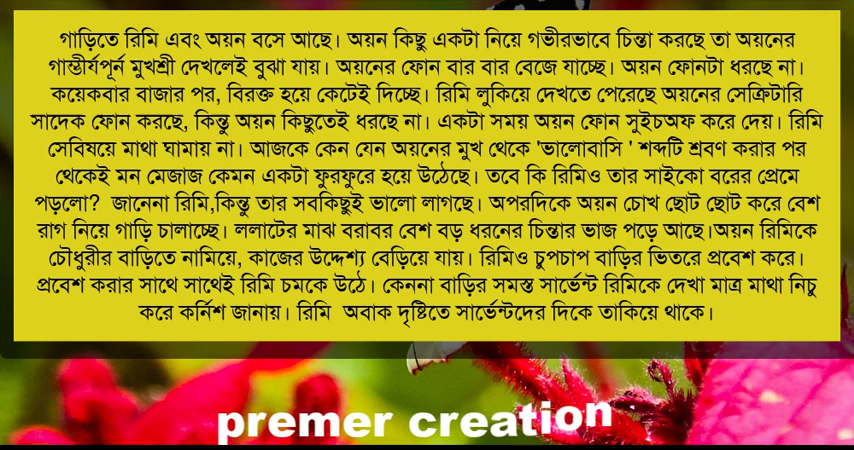 গাড়িতে রিমি এবং অয়ন বসে আছে। অয়ন কিছু একটা নিয়ে গভীরভাবে চিন্তা করছে তা অয়নের
গাম্ভীর্যপূর্ন মুখশ্রী দেখলেই বুঝা যায়। অয়নের ফোন বার বার বেজে যাচ্ছে। অয়ন ফোনটা ধরছে না।
কয়েকবার বাজার পর, বিরক্ত হয়ে কেটেই দিচ্ছে। রিমি লুকিয়ে দেখতে পেরেছে অয়নের সেক্রিটারি
সাদেক ফোন করছে, কিন্তু অয়ন কিছুতেই ধরছে না। একটা সময় অয়ন ফোন সুইচঅফ করে দেয়। রিমি
সেবিষয়ে মাথা ঘামায় না। আজকে কেন যেন অয়নের মুখ থেকে 'ভালোবাসি ' শব্দটি শ্রবণ করার পর
থেকেই মন মেজাজ কেমন একটা ফুরফুরে হয়ে উঠেছে। তবে কি রিমিও তার সাইকো বরের প্রেমে
পড়লো? জানেনা রিমি,কিন্তু তার সবকিছুই ভালো লাগছে। অপরদিকে অয়ন চোখ ছোট ছোট করে বেশ
রাগ নিয়ে গাড়ি চালাচ্ছে। ললাটের মাঝ বরাবর বেশ বড় ধরনের চিন্তার ভাজ পড়ে আছে।অয়ন রিমিকে
চৌধুরীর বাড়িতে নামিয়ে, কাজের উদ্দেশ্য বেড়িয়ে যায়। রিমিও চুপচাপ বাড়ির ভিতরে প্রবেশ করে।
প্রবেশ করার সাথে সাথেই রিমি চমকে উঠে। কেননা বাড়ির সমস্ত সার্ভেন্ট রিমিকে দেখা মাত্র মাথা নিচু
করে কর্নিশ জানায়। রিমি অবাক দৃষ্টিতে সার্ভেন্টদের দিকে তাকিয়ে থাকে।
premer creation